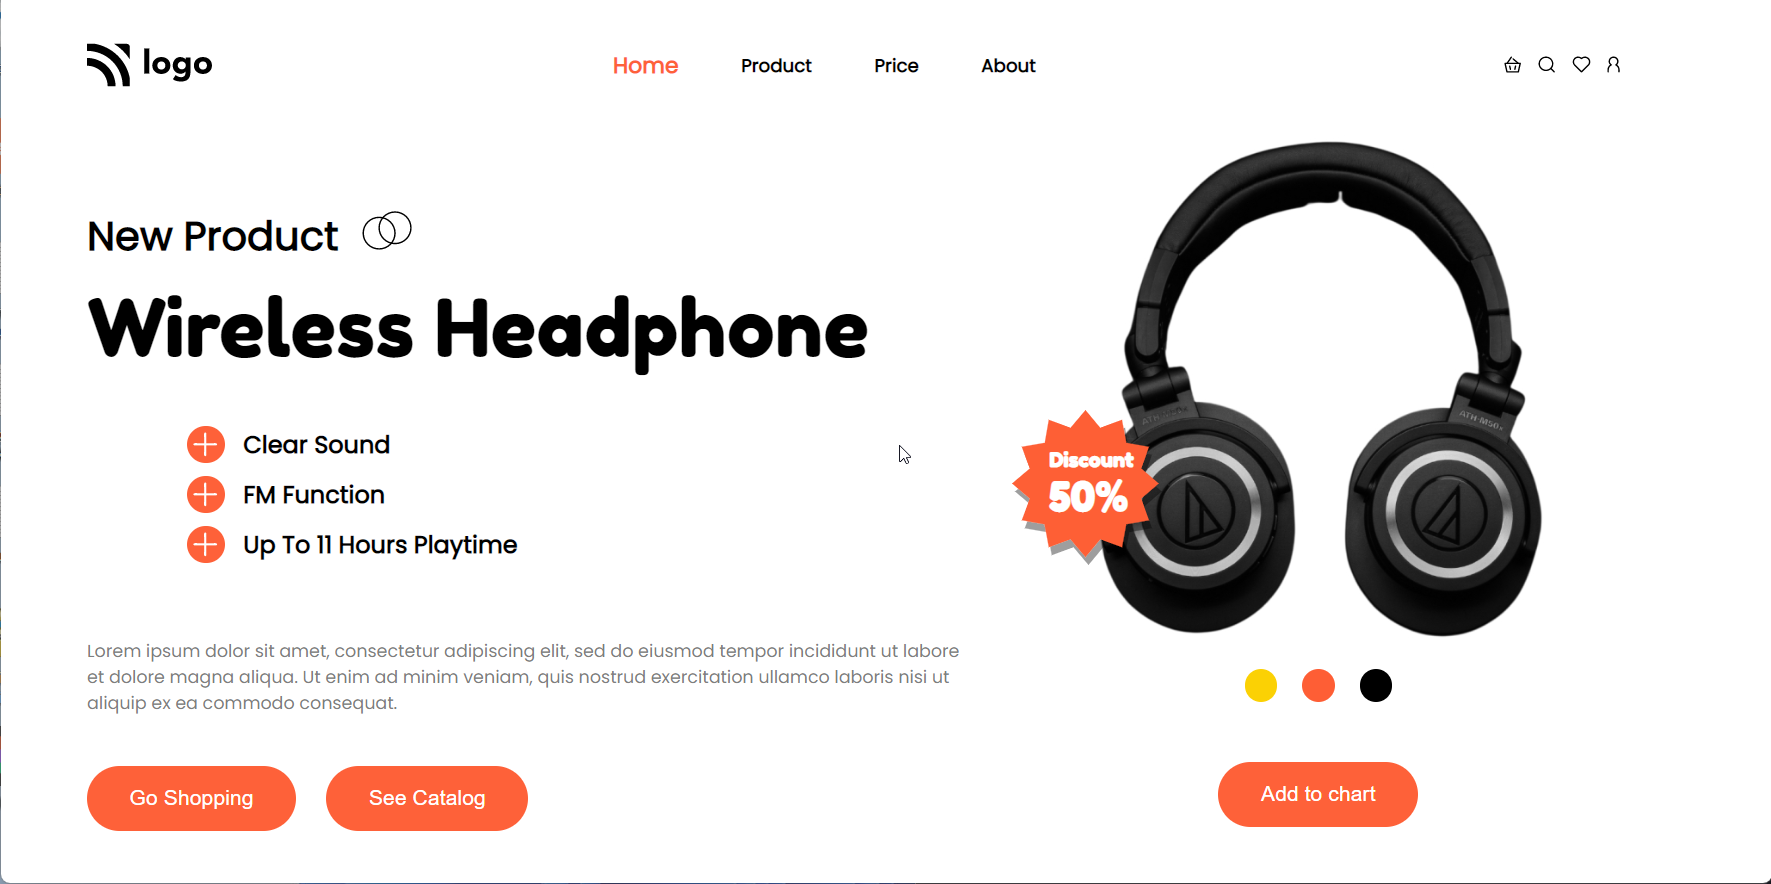 logo
Home
Product
Price
About
New Product
Wireless Headphone
Clear Sound
FM Function
Up To 11 Hours Playtime
Lorem ipsum dolor sit amet, consectetur adipiscing elit, sed do eiusmod tempor incididunt ut labore
et dolore magna aliqua. Ut enim ad minim veniam, quis nostrud exercitation ullamco laboris nisi ut
aliquip ex ea commodo consequat.
Go Shopping
See Catalog
ATH-M50x
Discount
50%
Add to chart